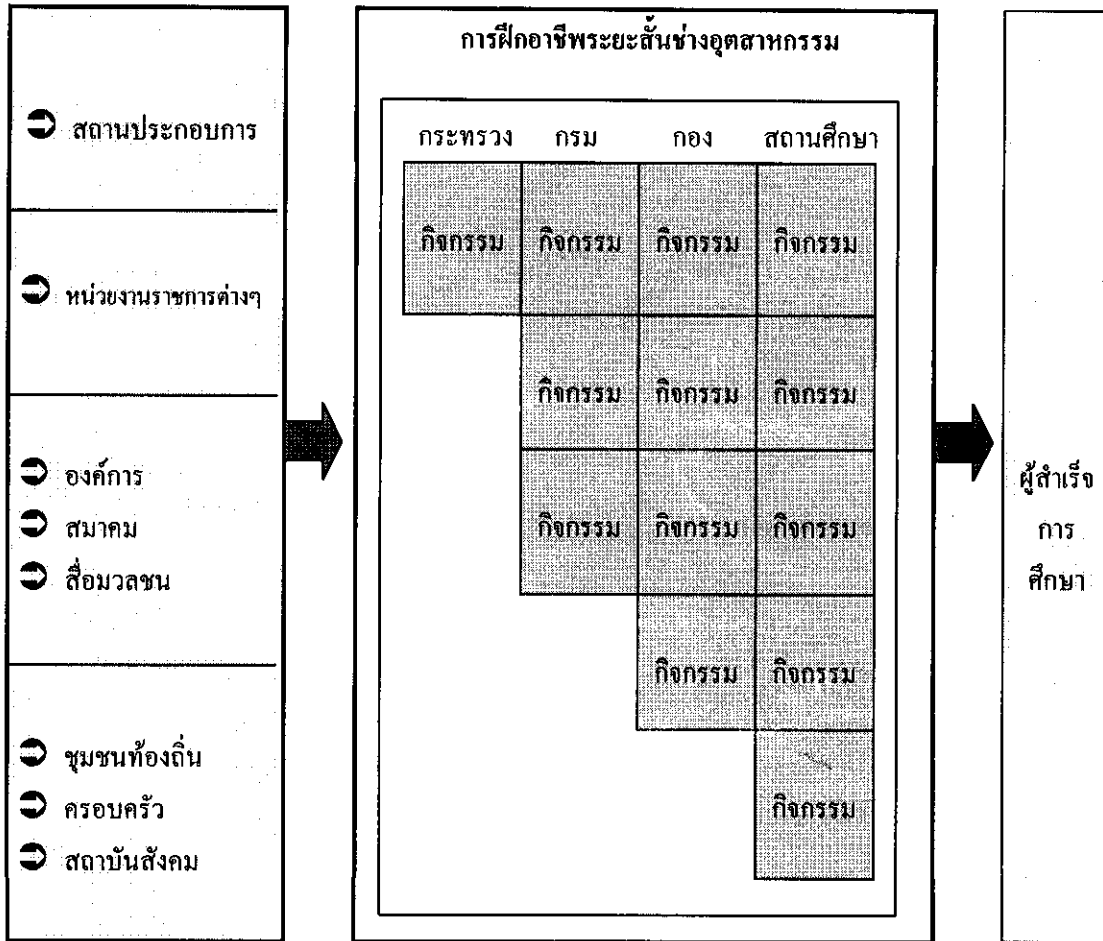 สถานประกอบการ
หน่วยงานราชการต่างๆ
องค์การ
สมาคม
สื่อมวลชน
ชุมชนท้องถิ่น
ครอบครัว
สถาบันสังคม
การฝึกอาชีพระยะสั้นช่างอุตสาหกรรม
กระทรวง กรม กอง สถานศึกษา
กิจกรรม กิจกรรม กิจกรรม กิจกรรม
กิจกรรม กิจกรรม กิจกรรม
กิจกรรม กิจกรรม กิจกรรม
กิจกรรม กิจกรรม
กิจกรรม
ผู้สำเร็จ
การ
ศึกษา